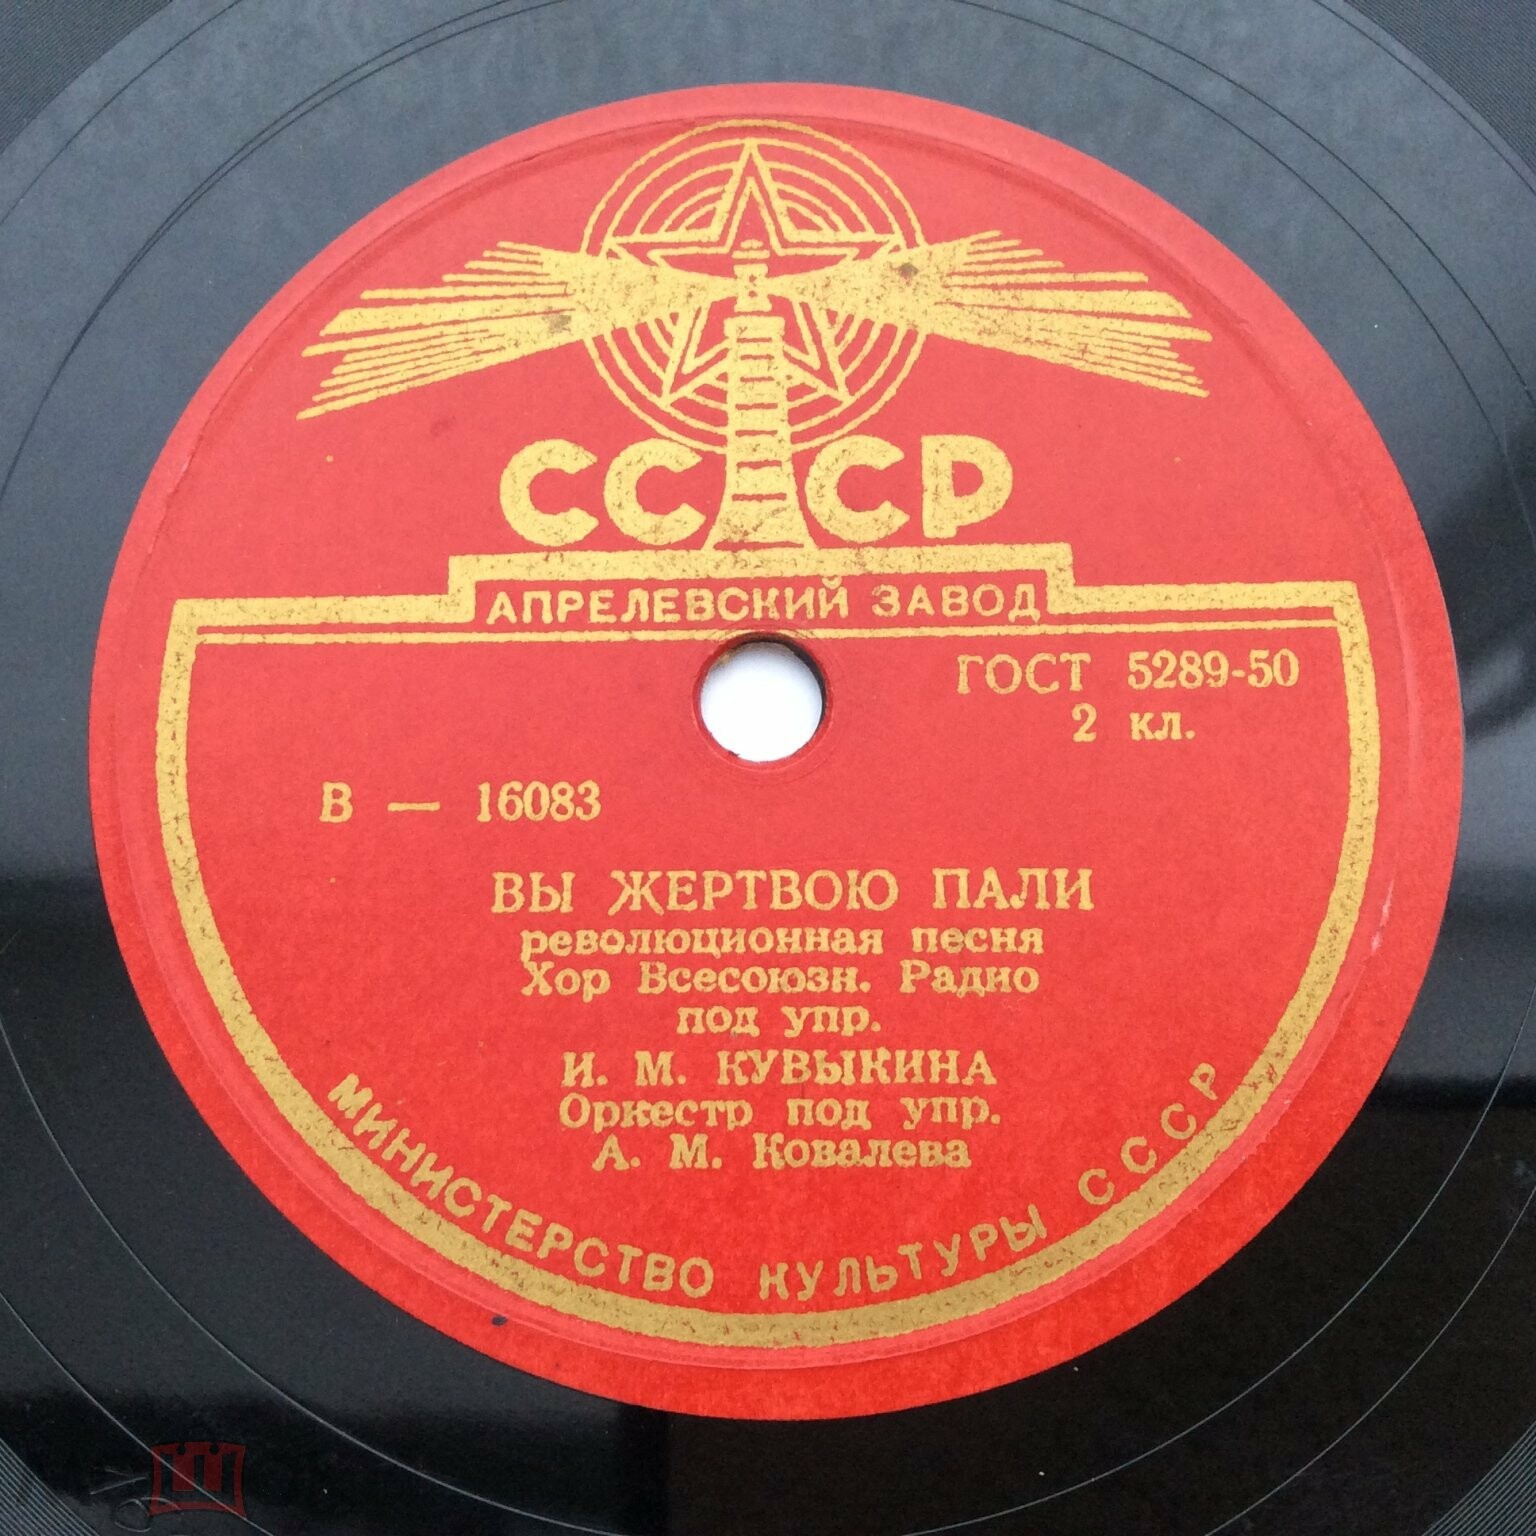 СССР
АПРЕЛЕВСКИЙ ЗАВОД
ГОСТ 5289-50
2 кл.
В — 16083
ВЫ ЖЕРТВОЮ ПАЛИ
революционная песня
Хор Всесоюзн. Радио
под упр.
И. М. КУВЫКИНА
Оркестр под упр.
А. М. Ковалева
МИНИСТЕРСТВО КУЛЬТУРЫ СССР